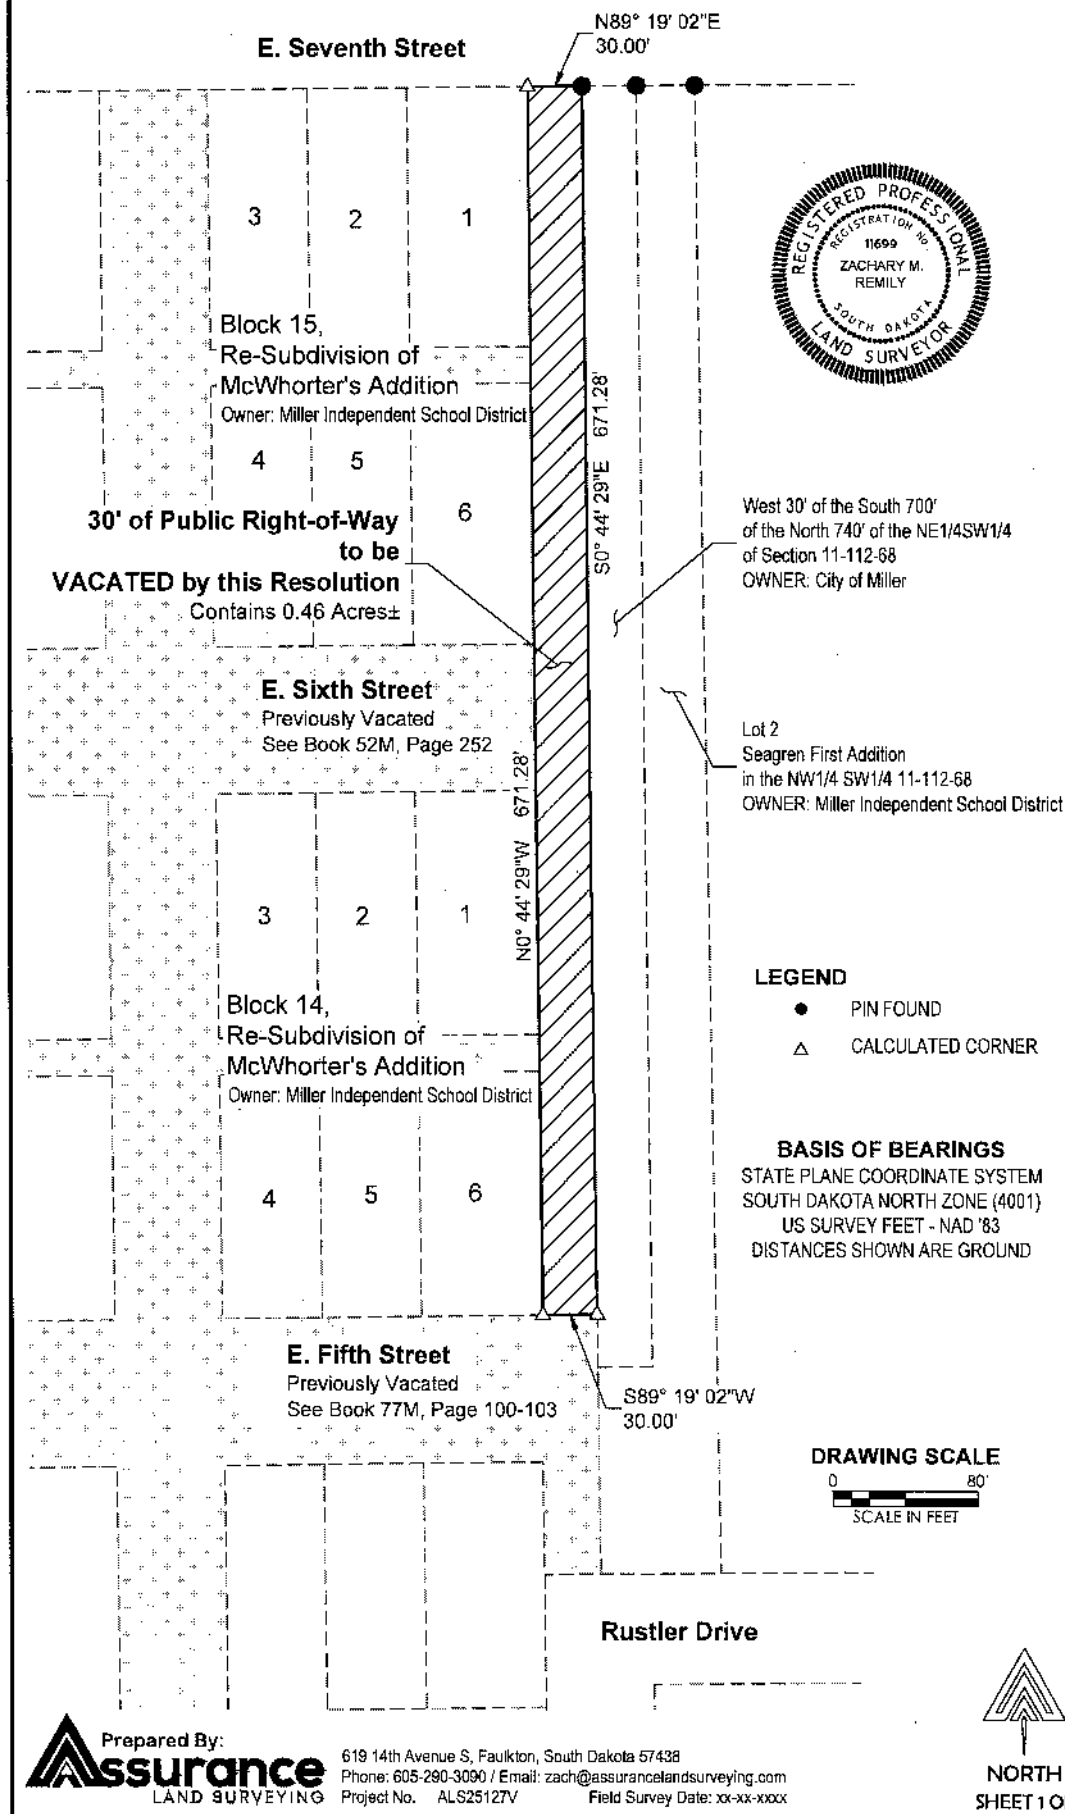 N89° 19' 02"E
30.00'
E. Seventh Street
3
2
1
REGISTERED PROFESSIONAL
LAND SURVEYOR
REGISTRATION No.
11699
ZACHARY M.
REMILY
SOUTH DAKOTA
Block 15,
Re-Subdivision of
McWhorter's Addition
Owner: Miller Independent School District
4
5
6
S0° 44' 29"E 671.28'
30' of Public Right-of-Way
to be
VACATED by this Resolution
Contains 0.46 Acres±
West 30' of the South 700'
of the North 740' of the NE1/4SW1/4
of Section 11-112-68
OWNER: City of Miller
E. Sixth Street
Previously Vacated
See Book 52M, Page 252
Lot 2
Seagren First Addition
in the NW1/4 SW1/4 11-112-68
OWNER: Miller Independent School District
N0° 44' 29"W 671.28'
3
2
1
LEGEND
PIN FOUND
CALCULATED CORNER
Block 14,
Re-Subdivision of
McWhorter's Addition
Owner: Miller Independent School District
4
5
6
BASIS OF BEARINGS
STATE PLANE COORDINATE SYSTEM
SOUTH DAKOTA NORTH ZONE (4001)
US SURVEY FEET - NAD '83
DISTANCES SHOWN ARE GROUND
E. Fifth Street
Previously Vacated
See Book 77M, Page 100-103
S89° 19' 02"W
30.00'
DRAWING SCALE
0 80'
SCALE IN FEET
Rustler Drive
Prepared By:
Assurance
LAND SURVEYING
619 14th Avenue S, Faulkton, South Dakota 57438
Phone: 605-290-3090 / Email: zach@assurancelandsurveying.com
Project No. ALS25127V Field Survey Date: xx-xx-xxxx
NORTH
SHEET 1 O